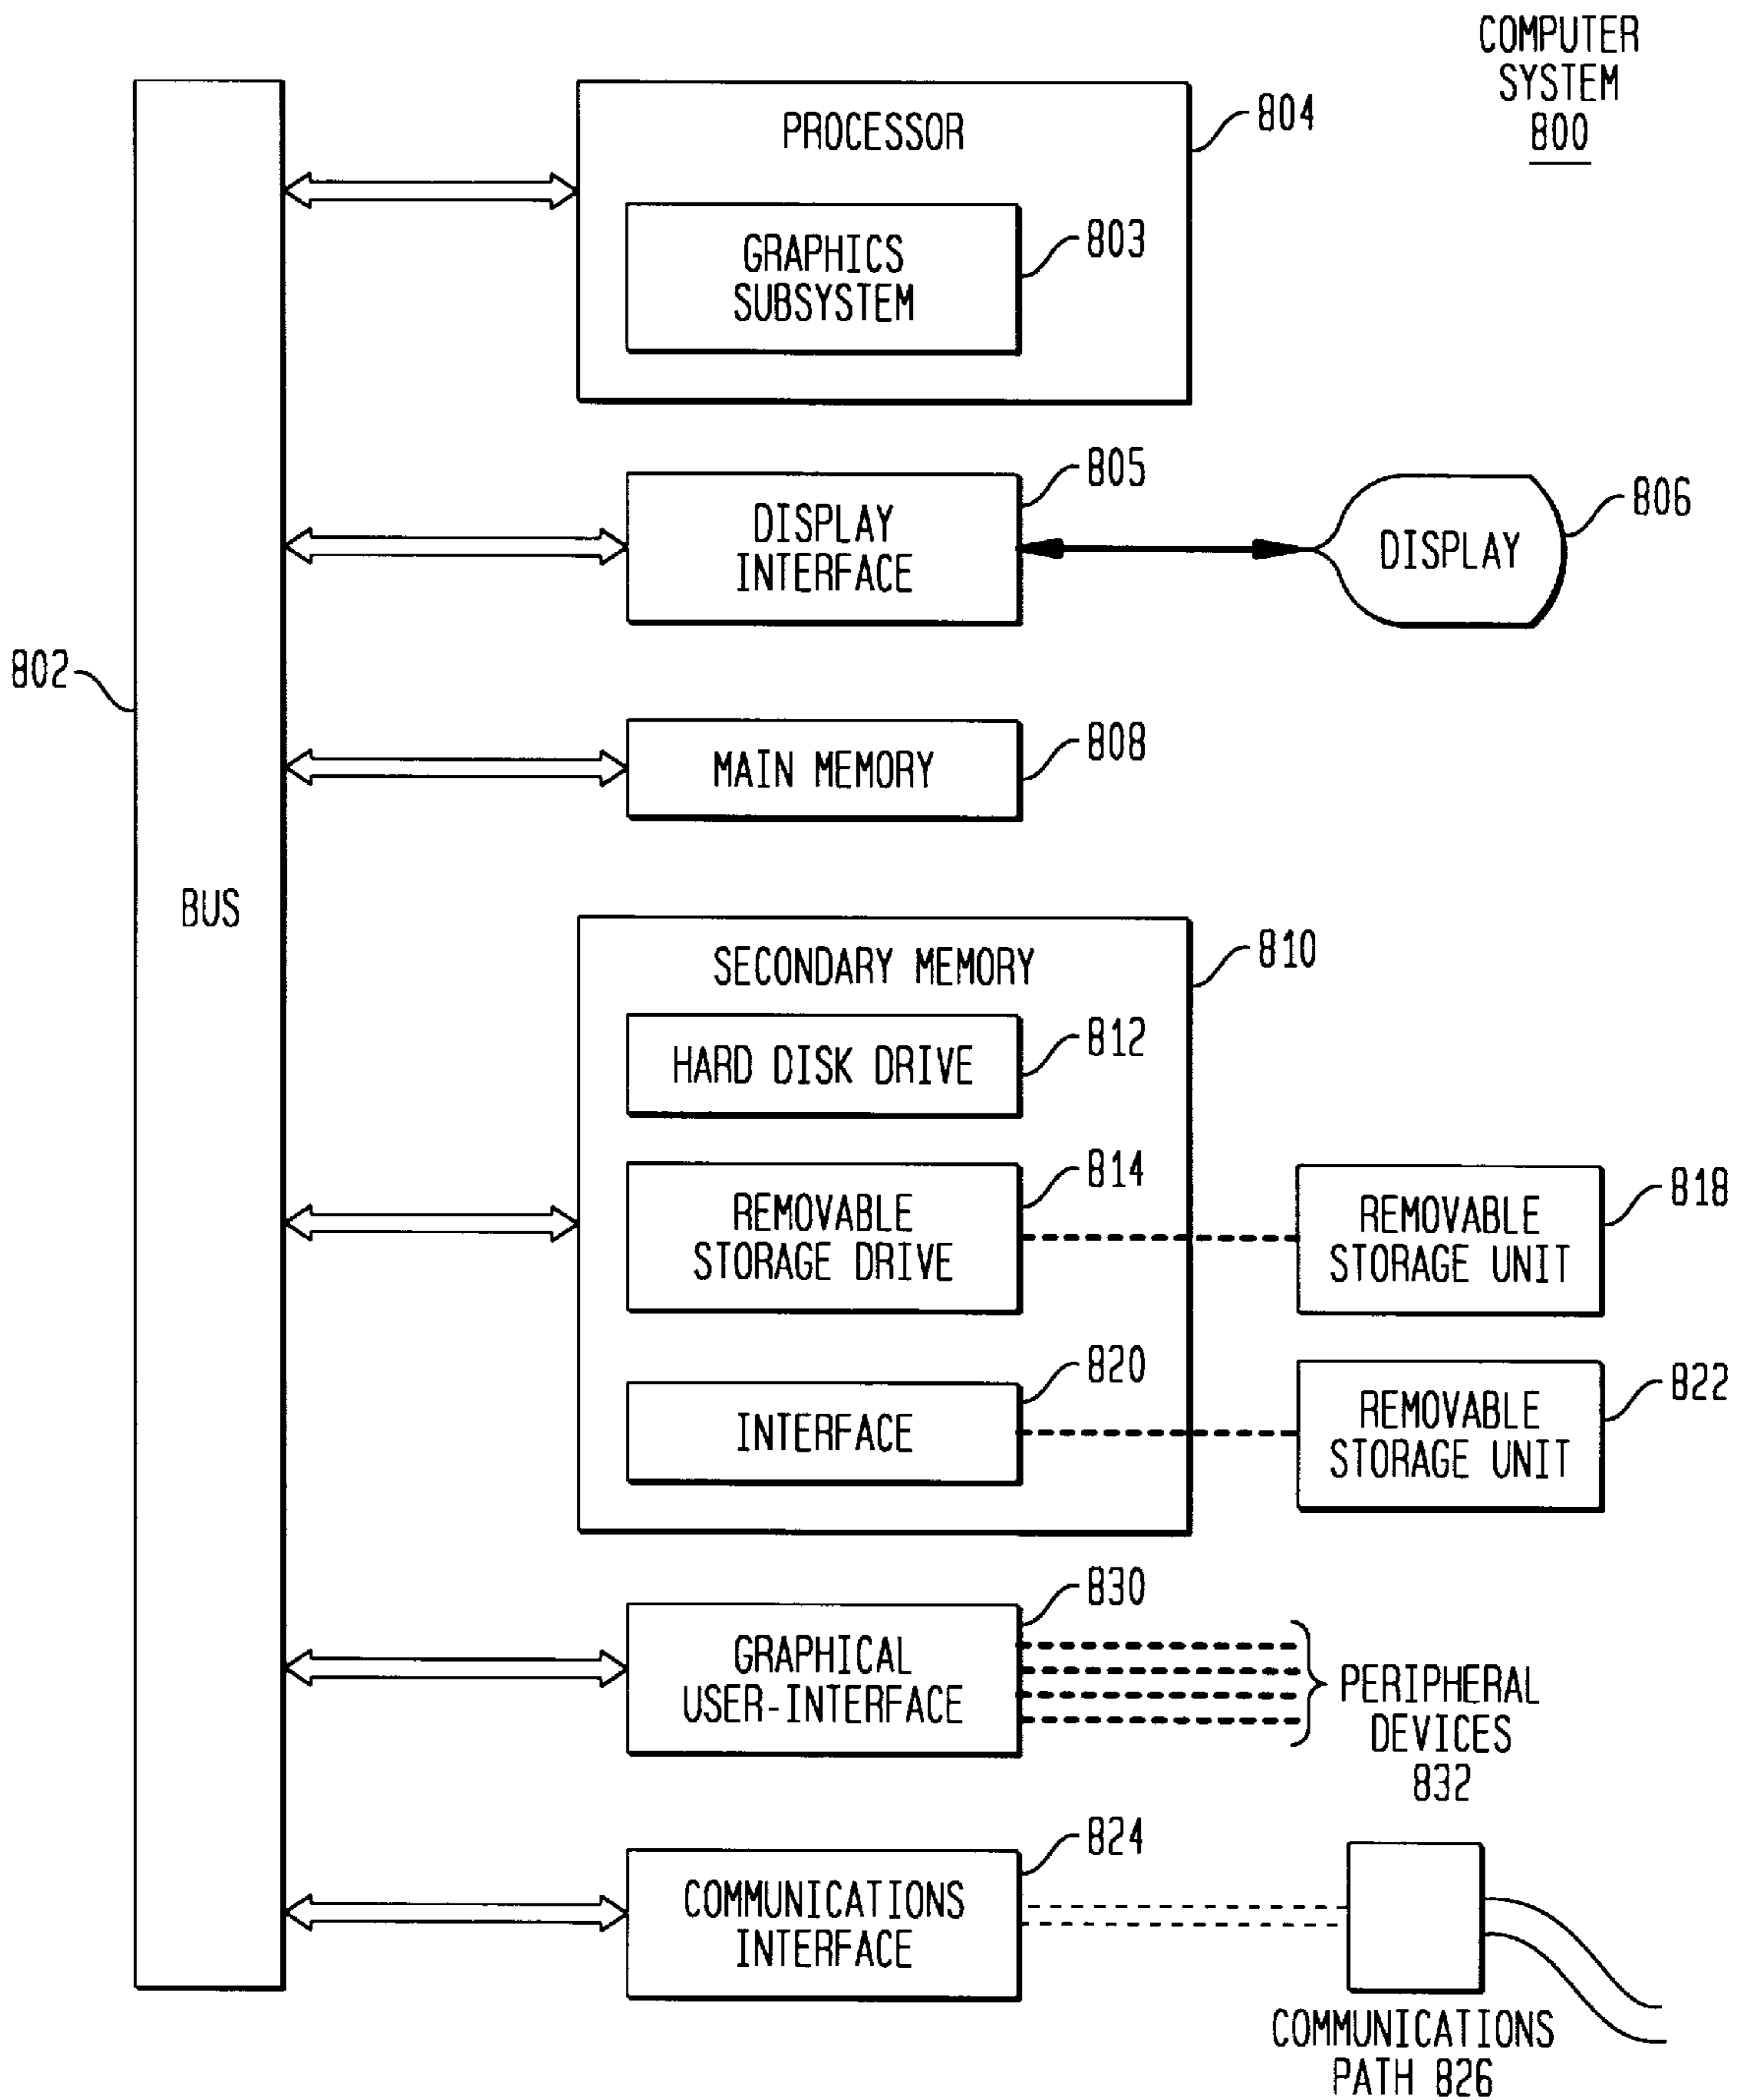 COMPUTER
SYSTEM
800
PROCESSOR
804
GRAPHICS
SUBSYSTEM
803
DISPLAY
INTERFACE
805
DISPLAY
806
802
BUS
MAIN MEMORY
808
SECONDARY MEMORY
810
HARD DISK DRIVE
812
REMOVABLE
STORAGE DRIVE
814
REMOVABLE
STORAGE UNIT
818
INTERFACE
820
REMOVABLE
STORAGE UNIT
822
GRAPHICAL
USER-INTERFACE
830
PERIPHERAL
DEVICES
832
COMMUNICATIONS
INTERFACE
824
COMMUNICATIONS
PATH 826